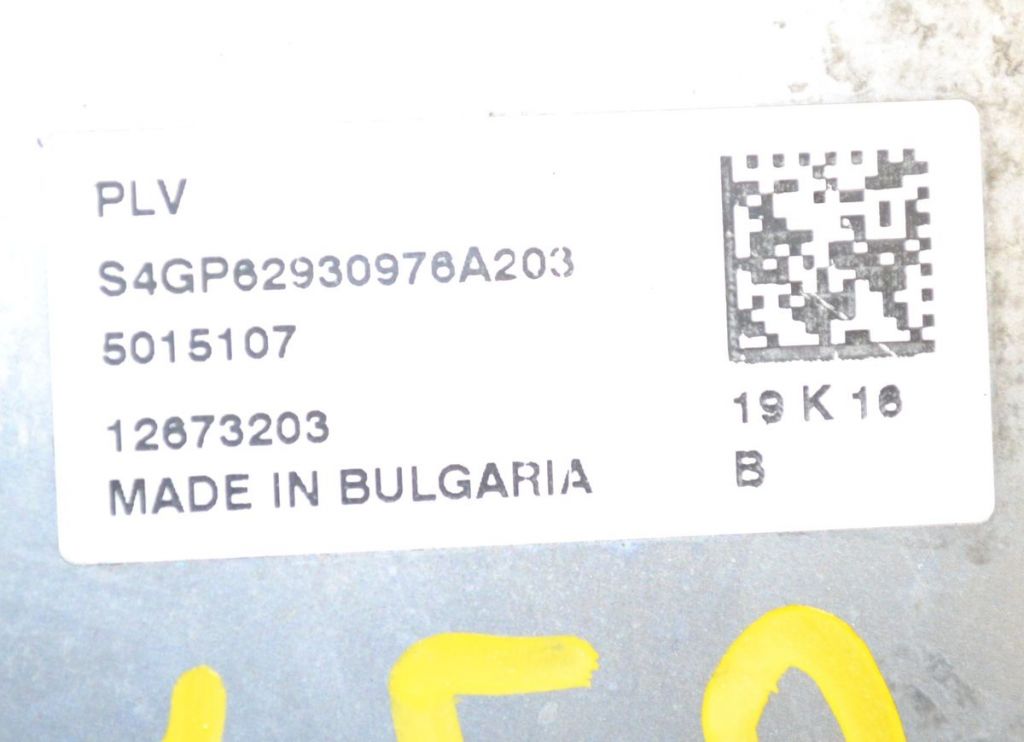 PLV
S4GP62930976A203
5015107
12673203
MADE IN BULGARIA
19 K 16
B